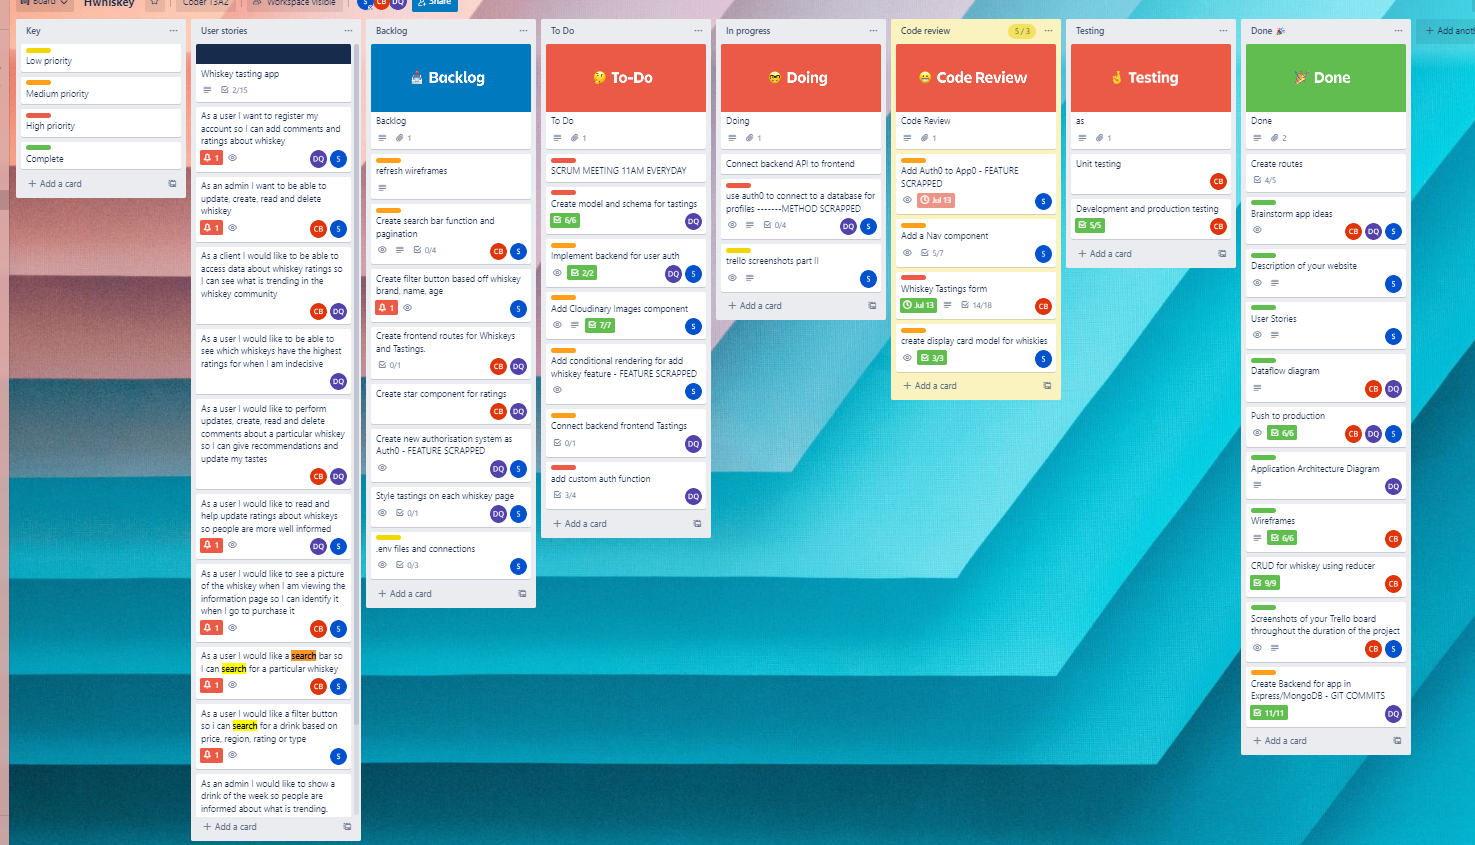 Board
Hwhiskey
Coder 13A2
Workspace visible
S
CB
DQ
Share
Key
Low priority
Medium priority
High priority
Complete
+ Add a card
User stories
Whiskey tasting app
2/15
As a user I want to register my
account so I can add comments and
ratings about whiskey
1
DQ S
As an admin I want to be able to
update, create, read and delete
whiskey
1
CB S
As a client I would like to be able to
access data about whiskey ratings so
I can see what is trending in the
whiskey community
CB DQ
As a user I would like to be able to
see which whiskeys have the highest
ratings for when I am indecisive
DQ
As a user I would like to perform
updates, create, read and delete
comments about a particular whiskey
so I can give recommendations and
update my tastes
CB DQ
As a user I would like to read and
help update ratings about whiskeys
so people are more well informed
1
DQ S
As a user I would like to see a picture
of the whiskey when I am viewing the
information page so I can identify it
when I go to purchase it
1
CB S
As a user I would like a search bar so
I can search for a particular whiskey
1
CB S
As a user I would like a filter button
so i can search for a drink based on
price, region, rating or type
1
S
As an admin I would like to show a
drink of the week so people are
informed about what is trending.
+ Add a card
Backlog
Backlog
Backlog
1
refresh wireframes
Create search bar function and
pagination
0/4
CB S
Create filter button based off whiskey
brand, name, age
1
S
Create frontend routes for Whiskeys
and Tastings.
0/1
CB DQ
Create star component for ratings
CB DQ
Create new authorisation system as
Auth0 - FEATURE SCRAPPED
DQ S
Style tastings on each whiskey page
0/1
DQ S
.env files and connections
0/3
S
+ Add a card
To Do
To-Do
To Do
1
SCRUM MEETING 11AM EVERYDAY
Create model and schema for tastings
6/6
DQ
Implement backend for user auth
2/2
DQ S
Add Cloudinary Images component
7/7
S
Add conditional rendering for add
whiskey feature - FEATURE SCRAPPED
S
Connect backend frontend Tastings
0/1
DQ
add custom auth function
3/4
DQ
+ Add a card
In progress
Doing
Doing
1
Connect backend API to frontend
use auth0 to connect to a database for
profiles -------METHOD SCRAPPED
0/4
DQ S
trello screenshots part II
S
+ Add a card
Code review
5 / 3
Code Review
Code Review
1
Add Auth0 to App0 - FEATURE
SCRAPPED
Jul 13
S
Add a Nav component
5/7
S
Whiskey Tastings form
Jul 13
14/18
CB
create display card model for whiskies
3/3
S
+ Add a card
Testing
Testing
as
1
Unit testing
CB
Development and production testing
5/5
CB
+ Add a card
Done
Done
Done
2
Create routes
4/5
Brainstorm app ideas
CB DQ S
Description of your website
S
User Stories
S
Dataflow diagram
CB DQ
Push to production
6/6
CB DQ S
Application Architecture Diagram
DQ
Wireframes
6/6
CB
CRUD for whiskey using reducer
9/9
CB
Screenshots of your Trello board
throughout the duration of the project
CB S
Create Backend for app in
Express/MongoDB - GIT COMMITS
11/11
DQ
+ Add a card
+ Add